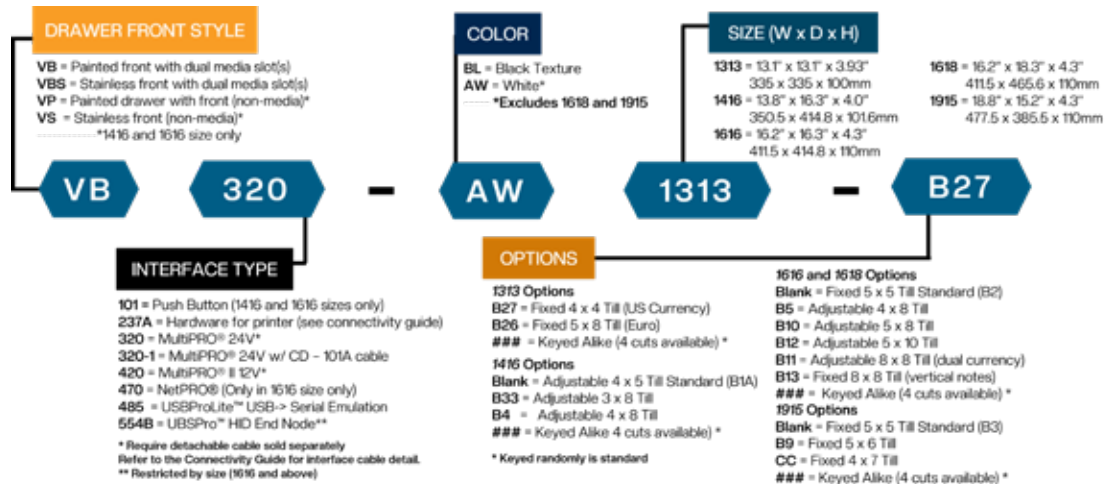 DRAWER FRONT STYLE
VB = Painted front with dual media slot(s)
VBS = Stainless front with dual media slot(s)
VP = Painted drawer with front (non-media)*
VS = Stainless front (non-media)*
*1416 and 1616 size only
COLOR
BL = Black Texture
AW = White*
*Excludes 1618 and 1915
SIZE (W x D x H)
1313 = 13.1" x 13.1" x 3.93"
335 x 335 x 100mm
1416 = 13.8" x 16.3" x 4.0"
350.5 x 414.8 x 101.6mm
1616 = 16.2" x 16.3" x 4.3"
411.5 x 414.8 x 110mm
1618 = 16.2" x 18.3" x 4.3"
411.5 x 465.6 x 110mm
1915 = 18.8" x 15.2" x 4.3"
477.5 x 385.5 x 110mm
VB 320 - AW 1313 - B27
INTERFACE TYPE
101 = Push Button (1416 and 1616 sizes only)
237A = Hardware for printer (see connectivity guide)
320 = MultiPRO® 24V*
320-1 = MultiPRO® 24V w/ CD - 101A cable
420 = MultiPRO® II 12V*
470 = NetPRO® (Only in 1616 size only)
485 = USBProLite™ USB-> Serial Emulation
554B = UBSPro™ HID End Node**
* Require detachable cable sold separately
Refer to the Connectivity Guide for interface cable detail.
** Restricted by size (1616 and above)
OPTIONS
1313 Options
B27 = Fixed 4 x 4 Till (US Currency)
B26 = Fixed 5 x 8 Till (Euro)
### = Keyed Alike (4 cuts available) *
1416 Options
Blank = Adjustable 4 x 5 Till Standard (B1A)
B33 = Adjustable 3 x 8 Till
B4 = Adjustable 4 x 8 Till
### = Keyed Alike 4 cuts available) *
* Keyed randomly is standard
1616 and 1618 Options
Blank = Fixed 5 x 5 Till Standard (B2)
B5 = Adjustable 4 x 8 Till
B10 = Adjustable 5 x 8 Till
B12 = Adjustable 5 x 10 Till
B11 = Adjustable 8 x 8 Till (dual currency)
B13 = Fixed 8 x 8 Till (vertical notes)
### = Keyed Alike (4 cuts available) *
1915 Options
Blank = Fixed 5 x 5 Till Standard (B3)
B9 = Fixed 5 x 6 Till
CC = Fixed 4 x 7 Till
### = Keyed Alike (4 cuts available) *